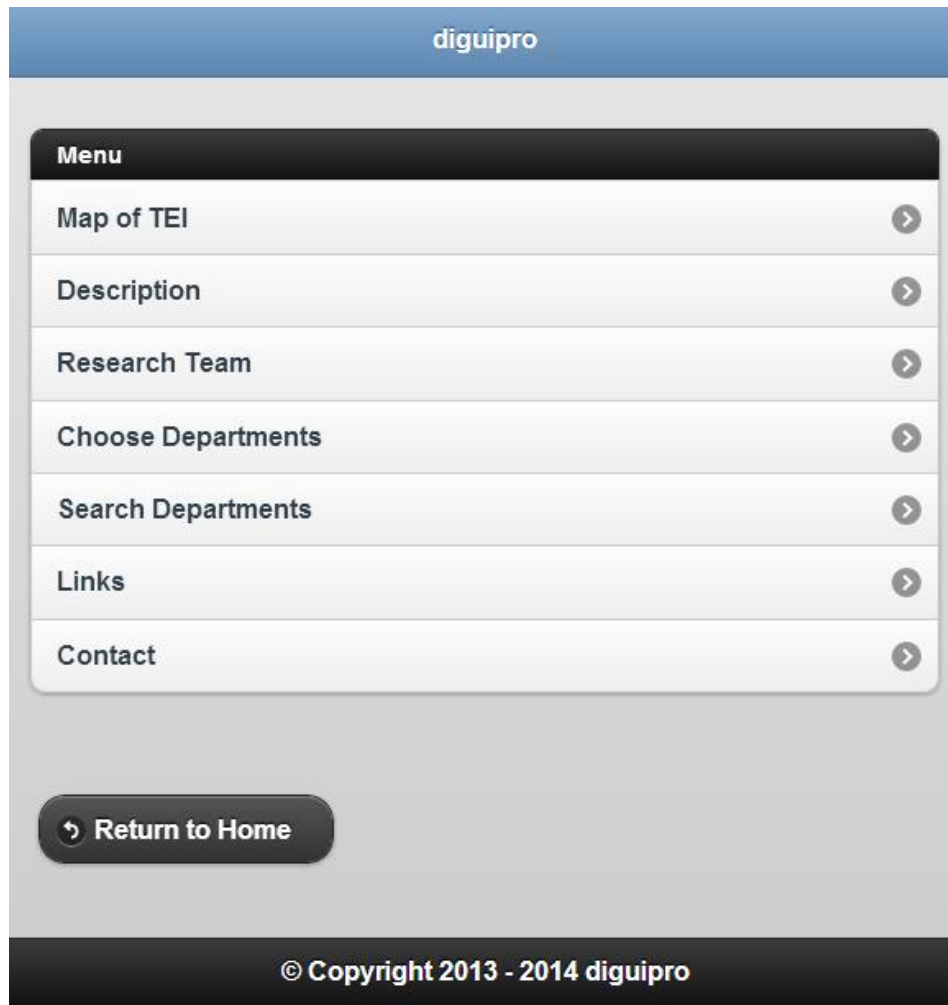 diguipro
Menu
Map of TEI
Description
Research Team
Choose Departments
Search Departments
Links
Contact
Return to Home
© Copyright 2013 - 2014 diguipro